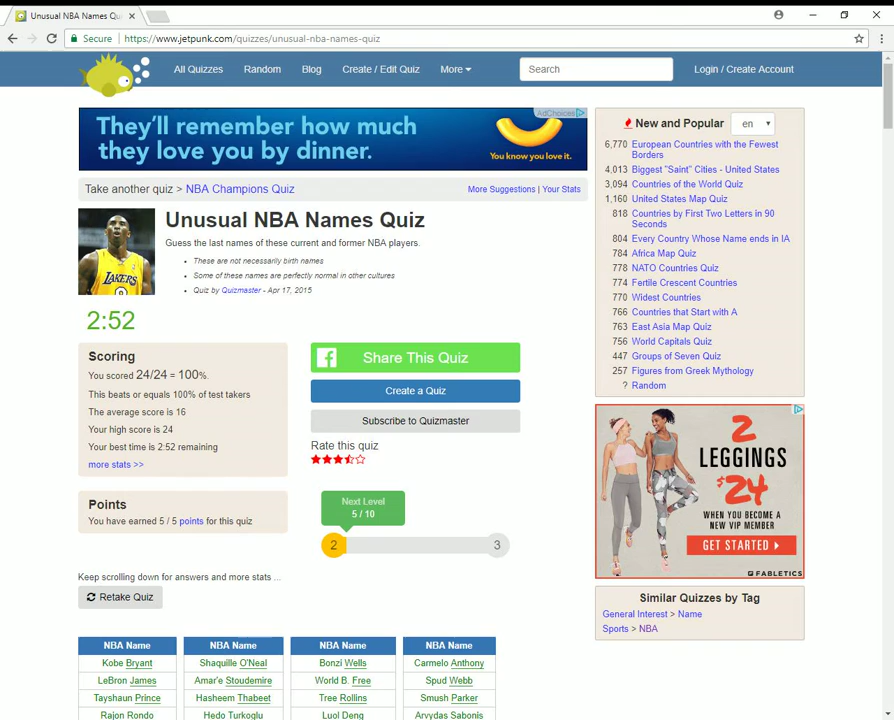 Unusual NBA Names Qu
Secure | https://www.jetpunk.com/quizzes/unusual-nba-names-quiz
All Quizzes Random Blog Create / Edit Quiz More Search Login / Create Account
They'll remember how much
they love you by dinner.
You know you love it.
AdChoices
Take another quiz > NBA Champions Quiz More Suggestions | Your Stats
Unusual NBA Names Quiz
Guess the last names of these current and former NBA players.
• These are not necessarily birth names
• Some of these names are perfectly normal in other cultures
• Quiz by Quizmaster - Apr 17, 2015
LAKERS
2:52
Scoring
You scored 24/24 = 100%.
This beats or equals 100% of test takers
The average score is 16
Your high score is 24
Your best time is 2:52 remaining
more stats >>
Share This Quiz
Create a Quiz
Subscribe to Quizmaster
Rate this quiz
Points
You have earned 5 / 5 points for this quiz
Next Level
5 / 10
2 3
Keep scrolling down for answers and more stats ...
Retake Quiz
NBA Name NBA Name NBA Name NBA Name
Kobe Bryant Shaquille O'Neal Bonzi Wells Carmelo Anthony
LeBron James Amar'e Stoudemire World B. Free Spud Webb
Tayshaun Prince Hasheem Thabeet Tree Rollins Smush Parker
Rajon Rondo Hedo Turkoglu Luol Deng Arvydas Sabonis
New and Popular en
6,770 European Countries with the Fewest
Borders
4,013 Biggest "Saint" Cities - United States
3,094 Countries of the World Quiz
1,160 United States Map Quiz
818 Countries by First Two Letters in 90
Seconds
804 Every Country Whose Name ends in IA
784 Africa Map Quiz
778 NATO Countries Quiz
774 Fertile Crescent Countries
770 Widest Countries
766 Countries that Start with A
763 East Asia Map Quiz
756 World Capitals Quiz
447 Groups of Seven Quiz
257 Figures from Greek Mythology
? Random
2
LEGGINGS
$24
WHEN YOU BECOME A
NEW VIP MEMBER
GET STARTED
FABLETICS
Similar Quizzes by Tag
General Interest > Name
Sports > NBA